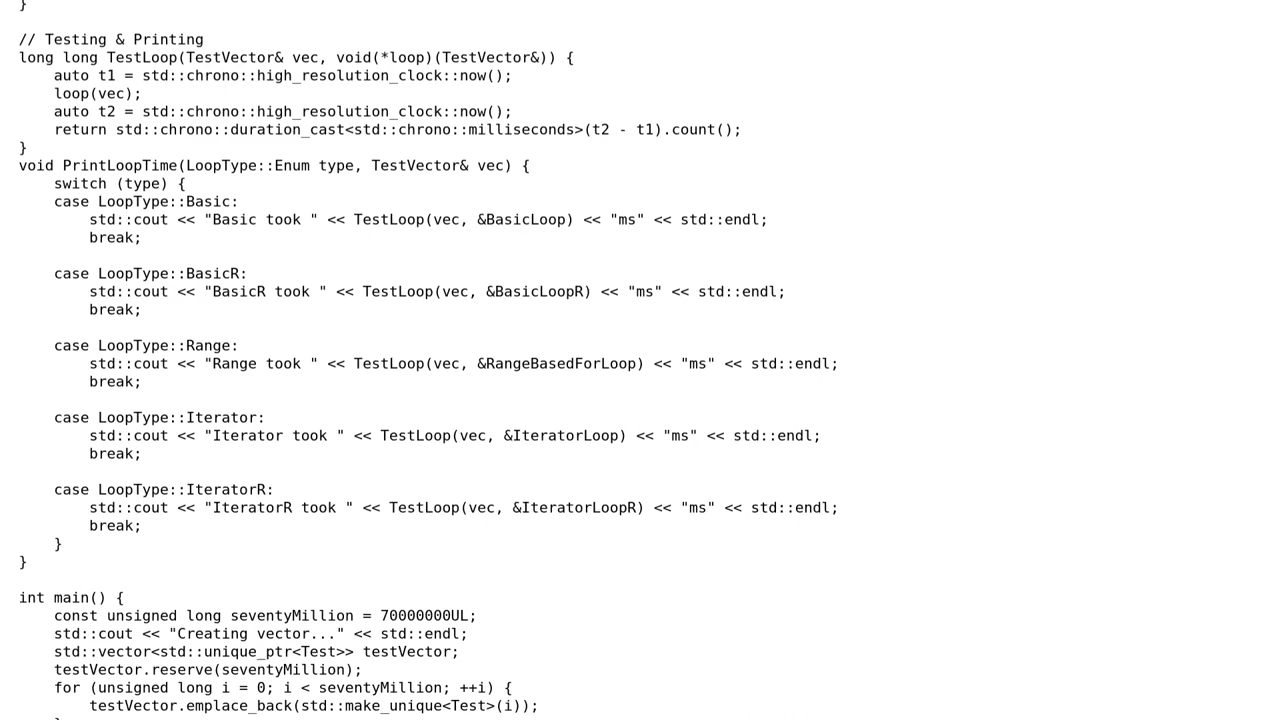 }

// Testing & Printing
long long TestLoop(TestVector& vec, void(*loop)(TestVector&)) {
    auto t1 = std::chrono::high_resolution_clock::now();
    loop(vec);
    auto t2 = std::chrono::high_resolution_clock::now();
    return std::chrono::duration_cast<std::chrono::milliseconds>(t2 - t1).count();
}
void PrintLoopTime(LoopType::Enum type, TestVector& vec) {
    switch (type) {
    case LoopType::Basic:
        std::cout << "Basic took " << TestLoop(vec, &BasicLoop) << "ms" << std::endl;
        break;

    case LoopType::BasicR:
        std::cout << "BasicR took " << TestLoop(vec, &BasicLoopR) << "ms" << std::endl;
        break;

    case LoopType::Range:
        std::cout << "Range took " << TestLoop(vec, &RangeBasedForLoop) << "ms" << std::endl;
        break;

    case LoopType::Iterator:
        std::cout << "Iterator took " << TestLoop(vec, &IteratorLoop) << "ms" << std::endl;
        break;

    case LoopType::IteratorR:
        std::cout << "IteratorR took " << TestLoop(vec, &IteratorLoopR) << "ms" << std::endl;
        break;
    }
}

int main() {
    const unsigned long seventyMillion = 70000000UL;
    std::cout << "Creating vector..." << std::endl;
    std::vector<std::unique_ptr<Test>> testVector;
    testVector.reserve(seventyMillion);
    for (unsigned long i = 0; i < seventyMillion; ++i) {
        testVector.emplace_back(std::make_unique<Test>(i));